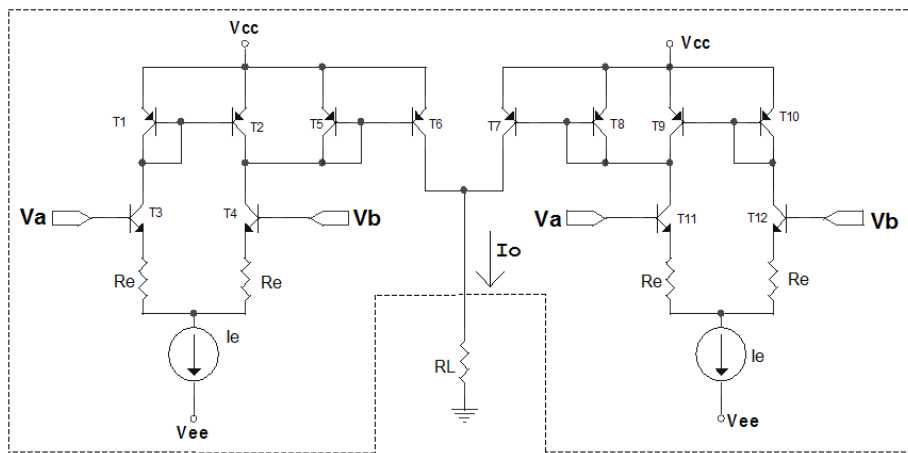 Vcc
Vcc
T1
T2
T5
T6
T7
T8
T9
T10
Va
T3
T4
Vb
Va
T11
T12
Vb
Io
Re
Re
Re
Re
Ie
Ie
RL
Vee
Vee